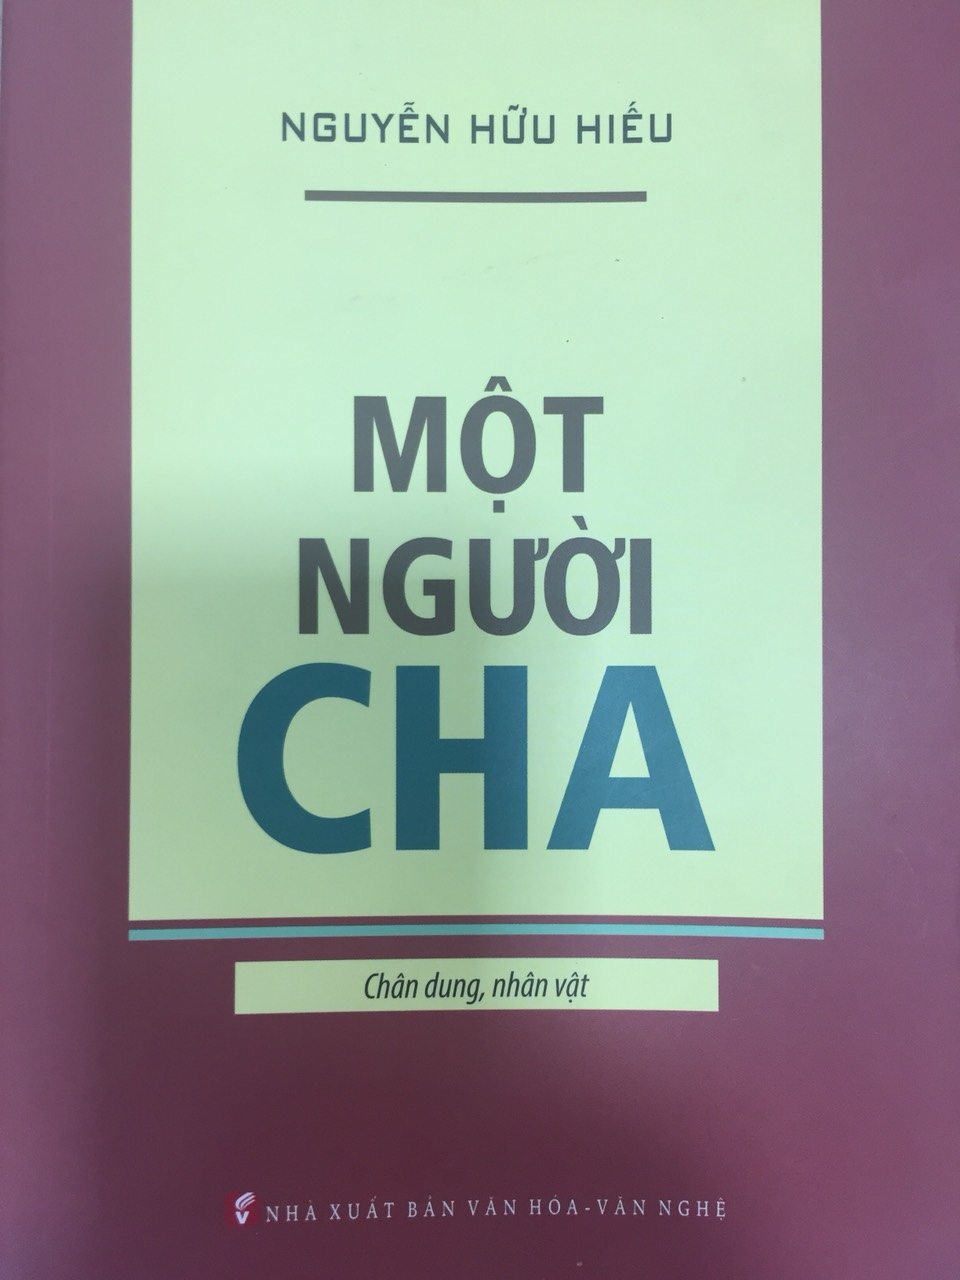 NGUYỄN HỮU HIẾU
MỘT
NGƯỜI
CHA
Chân dung, nhân vật
NHÀ XUẤT BẢN VĂN HÓA - VĂN NGHỆ